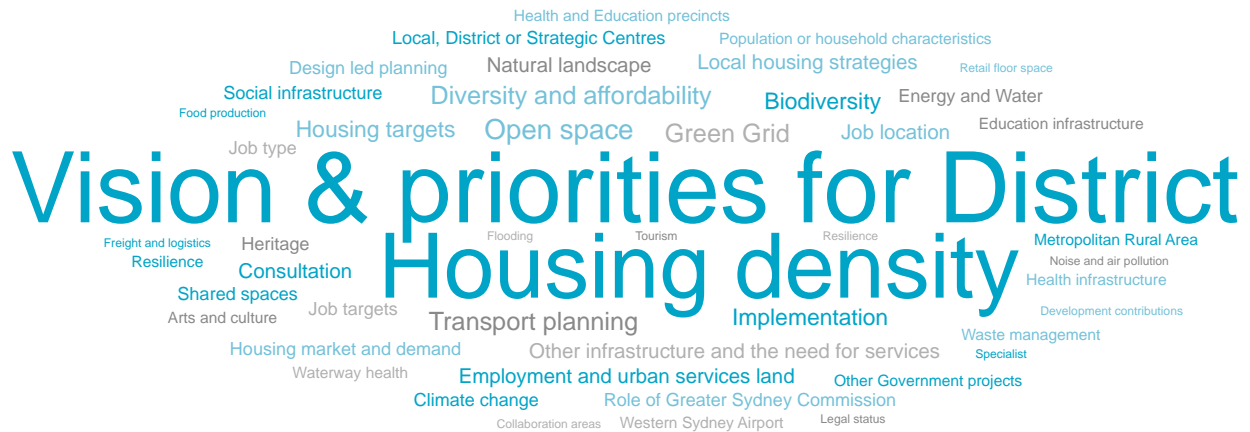 Health and Education precincts
Local, District or Strategic Centres
Population or household characteristics
Design led planning
Natural landscape
Local housing strategies
Retail floor space
Social infrastructure
Diversity and affordability
Biodiversity
Energy and Water
Food production
Housing targets
Open space
Green Grid
Job location
Education infrastructure
Job type
Vision & priorities for District
Freight and logistics
Heritage
Flooding
Tourism
Resilience
Metropolitan Rural Area
Resilience
Consultation
Housing density
Noise and air pollution
Health infrastructure
Shared spaces
Arts and culture
Job targets
Transport planning
Implementation
Development contributions
Waste management
Housing market and demand
Other infrastructure and the need for services
Specialist
Waterway health
Employment and urban services land
Other Government projects
Climate change
Role of Greater Sydney Commission
Collaboration areas
Western Sydney Airport
Legal status